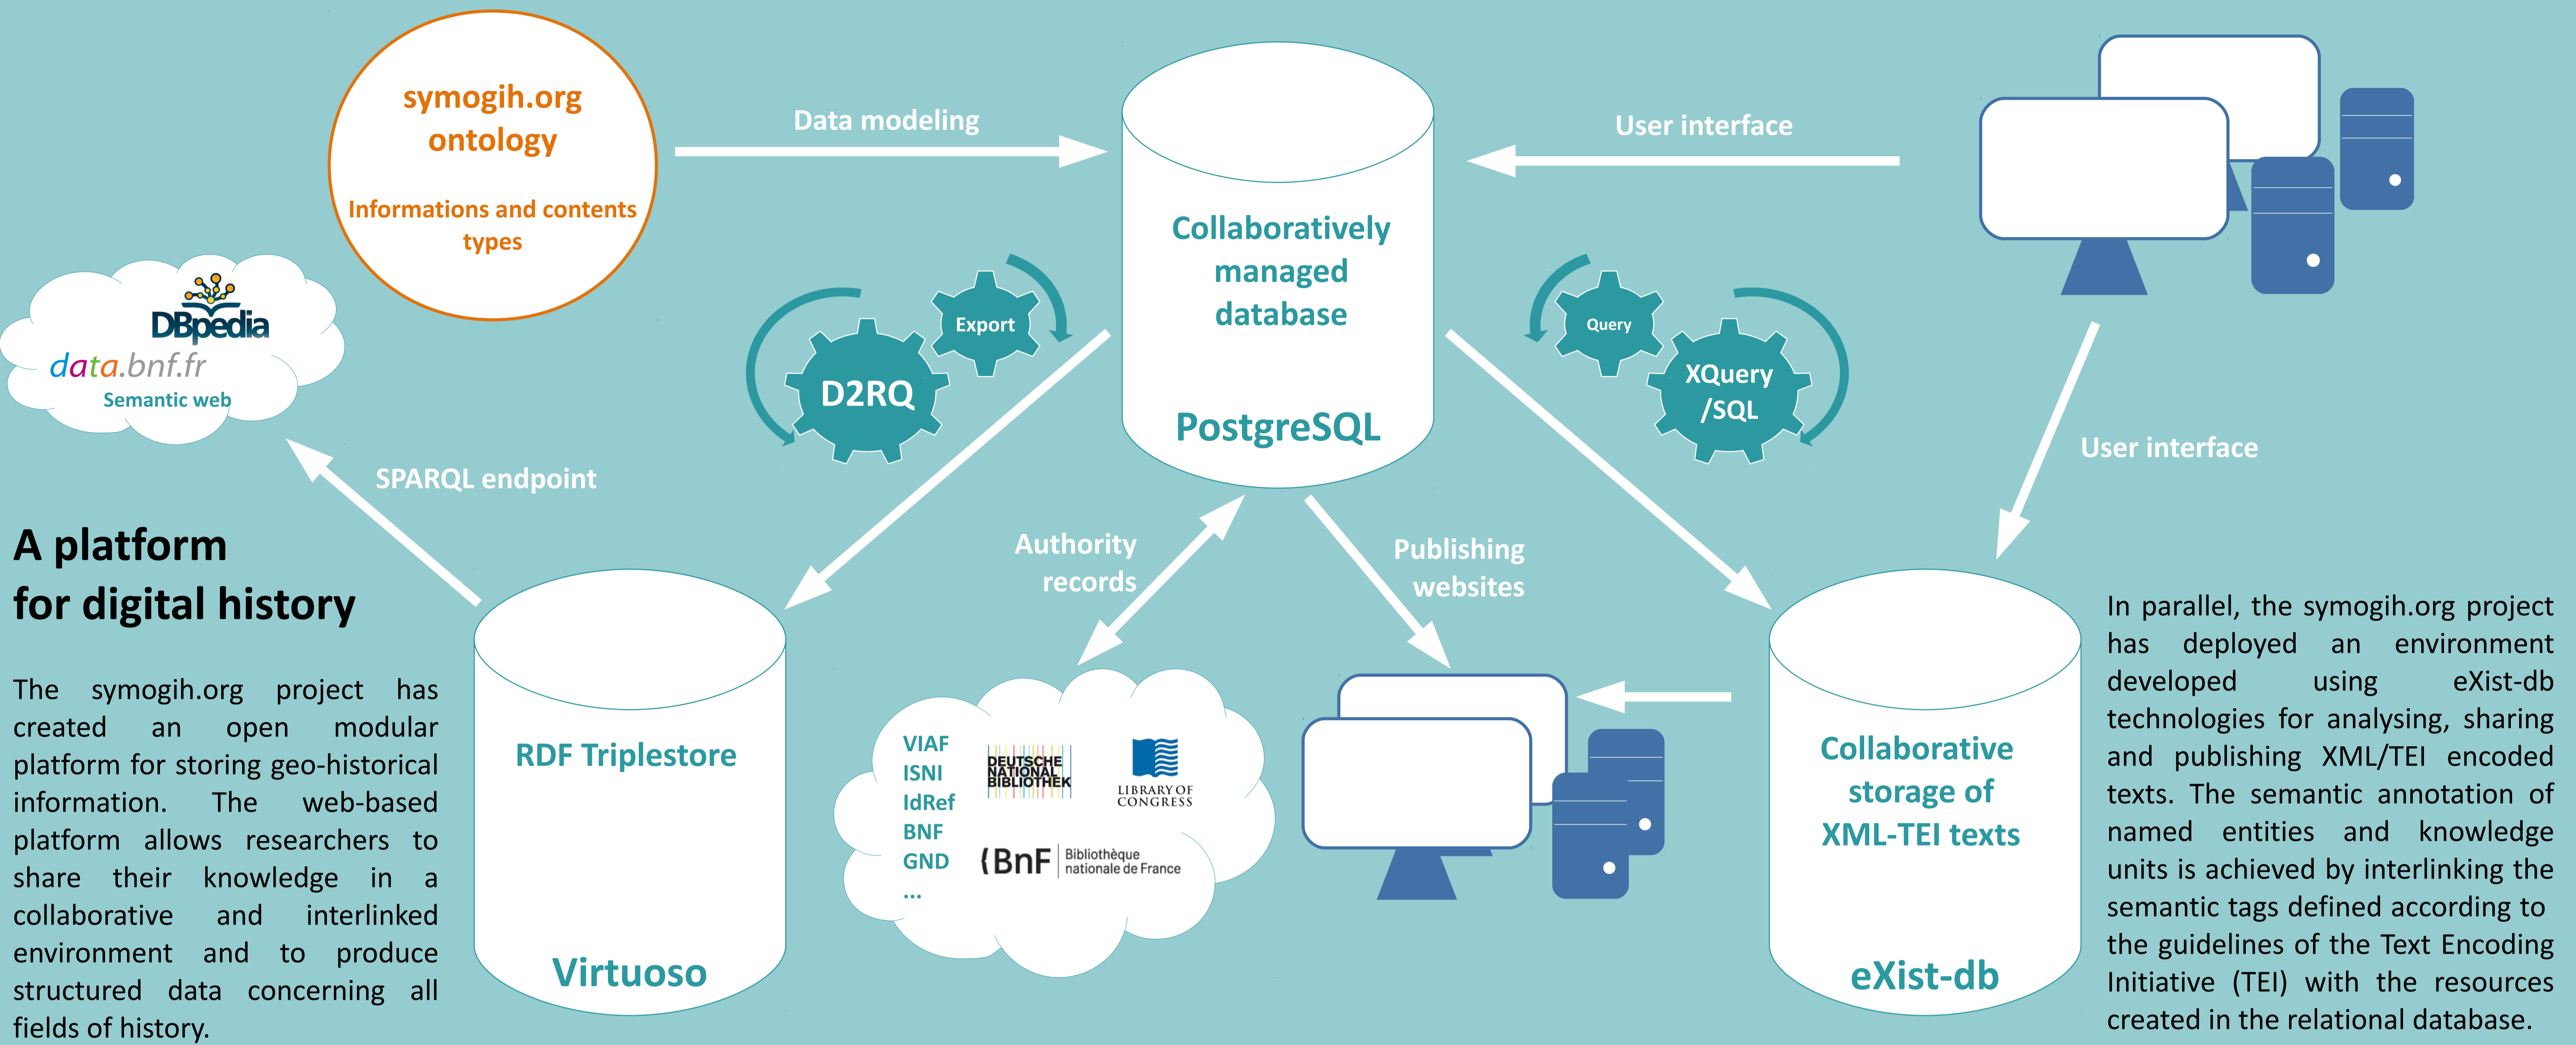 symogih.org
ontology
Informations and contents
types
Data modeling
Collaboratively
managed
database
PostgreSQL
User interface
DBpedia
data.bnf.fr
Semantic web
Export
D2RQ
Query
XQuery
/SQL
User interface
SPARQL endpoint
Authority
records
Publishing
websites
A platform
for digital history
The symogih.org project has
created an open modular
platform for storing geo-historical
information. The web-based
platform allows researchers to
share their knowledge in a
collaborative and interlinked
environment and to produce
structured data concerning all
fields of history.
RDF Triplestore
Virtuoso
VIAF
ISNI
IdRef
BNF
GND
...
DEUTSCHE
NATIONAL
BIBLIOTHEK
LIBRARY OF
CONGRESS
{BnF Bibliothèque
nationale de France
Collaborative
storage of
XML-TEI texts
eXist-db
In parallel, the symogih.org project
has deployed an environment
developed using eXist-db
technologies for analysing, sharing
and publishing XML/TEI encoded
texts. The semantic annotation of
named entities and knowledge
units is achieved by interlinking the
semantic tags defined according to
the guidelines of the Text Encoding
Initiative (TEI) with the resources
created in the relational database.